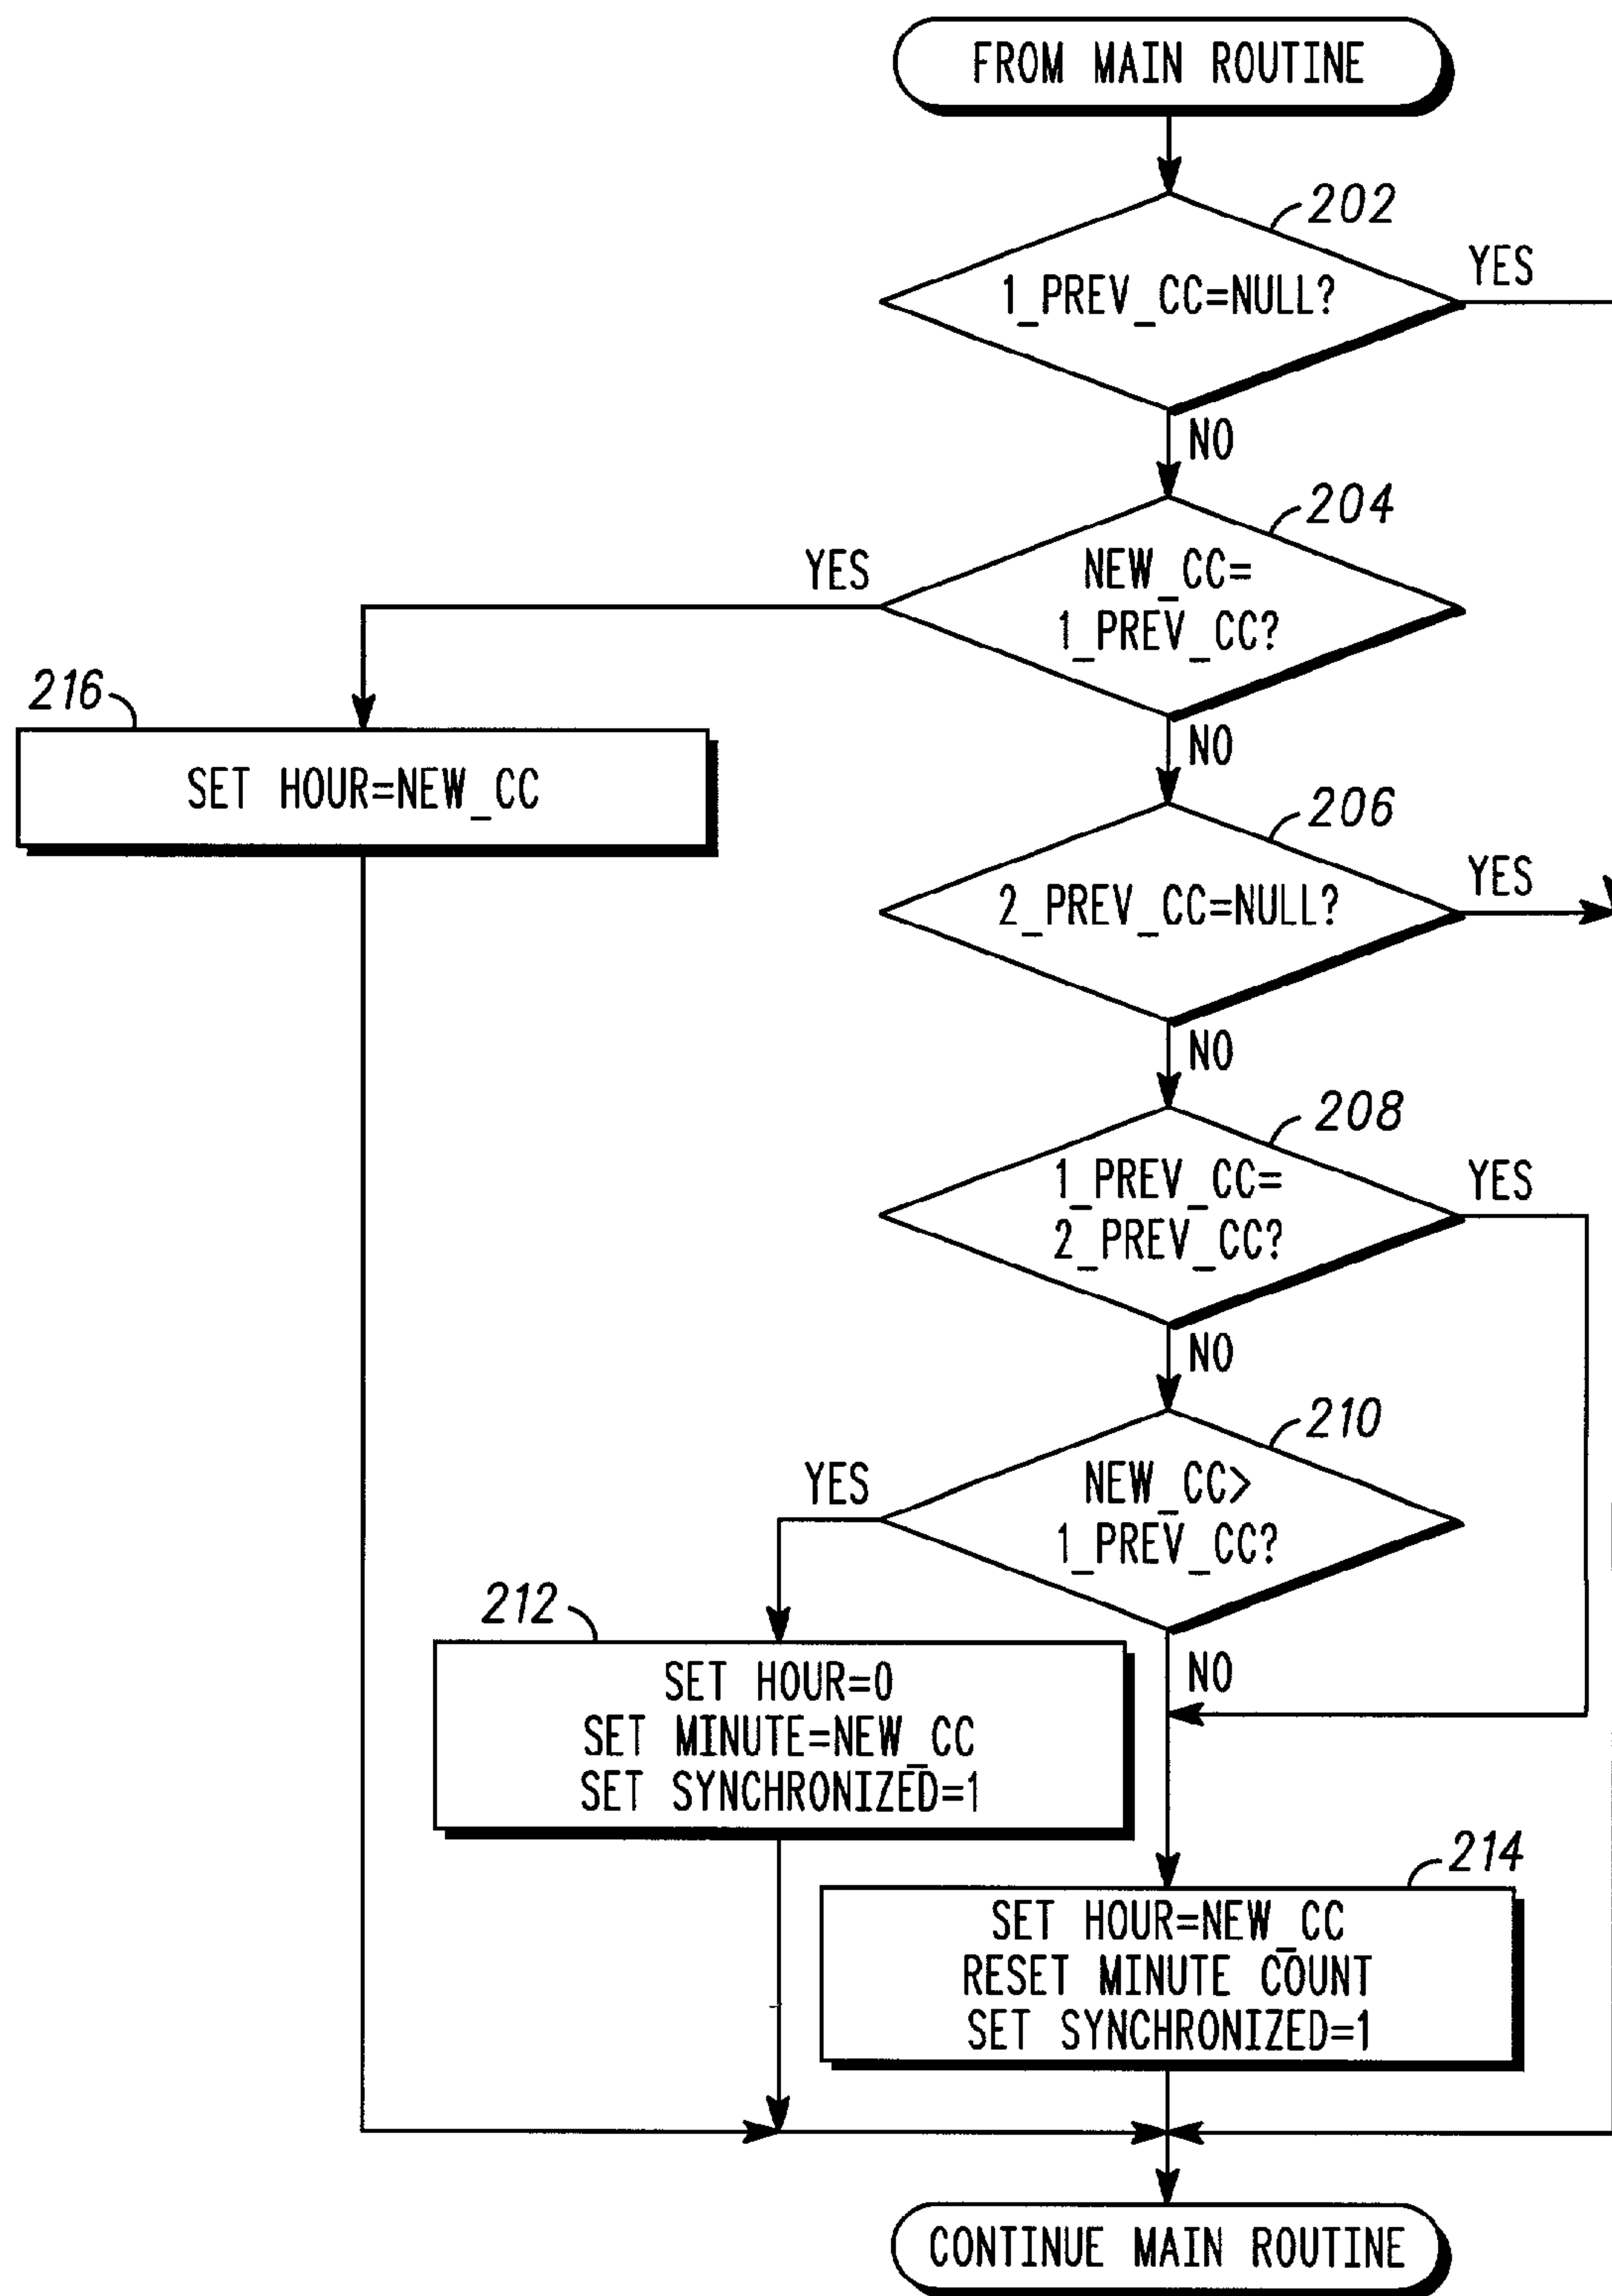 FROM MAIN ROUTINE
202
1_PREV_CC=NULL?
YES
NO
204
NEW_CC=
1_PREV_CC?
YES
NO
216
SET HOUR=NEW_CC
206
2_PREV_CC=NULL?
YES
NO
208
1_PREV_CC=
2_PREV_CC?
YES
NO
210
NEW_CC>
1_PREV_CC?
YES
NO
212
SET HOUR=0
SET MINUTE=NEW_CC
SET SYNCHRONIZED=1
214
SET HOUR=NEW_CC
RESET MINUTE COUNT
SET SYNCHRONIZED=1
CONTINUE MAIN ROUTINE